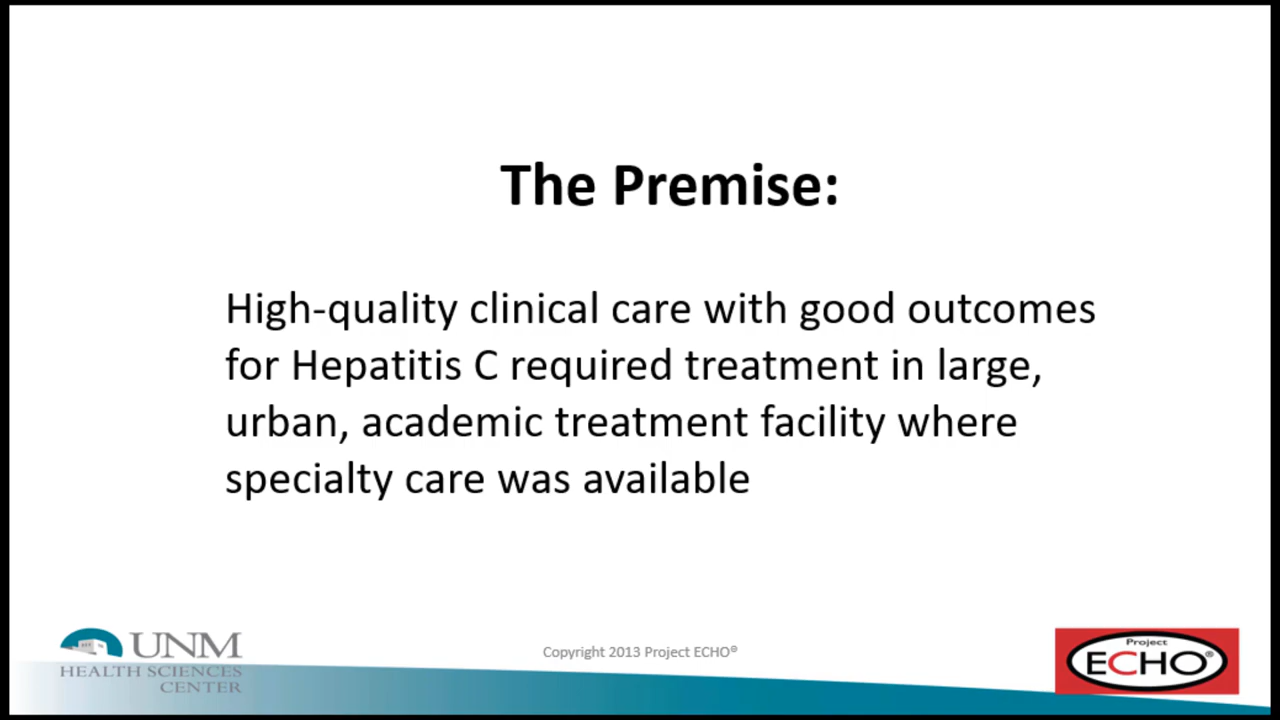 The Premise:
High-quality clinical care with good outcomes
for Hepatitis C required treatment in large,
urban, academic treatment facility where
specialty care was available
UNM
HEALTH SCIENCES
CENTER
Copyright 2013 Project ECHO®
Project
ECHO®